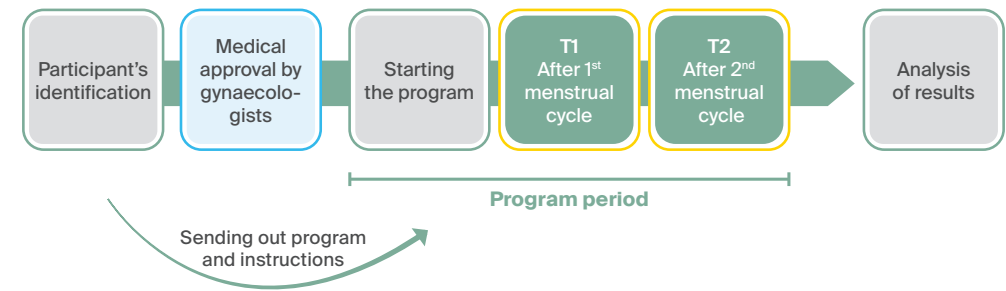 Participant's
identification
Medical
approval by
gynaecolo-
gists
Starting
the program
T1
After 1st
menstrual
cycle
T2
After 2nd
menstrual
cycle
Analysis
of results
Program period
Sending out program
and instructions